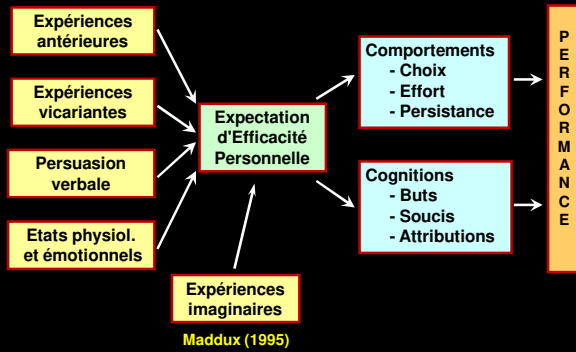 Expériences
antérieures
Expériences
vicariantes
Persuasion
verbale
Etats physiol.
et émotionnels
Expectation
d'Efficacité
Personnelle
Expériences
imaginaires
Maddux (1995)
Comportements
- Choix
- Effort
- Persistance
Cognitions
- Buts
- Soucis
- Attributions
PERFORMANCE